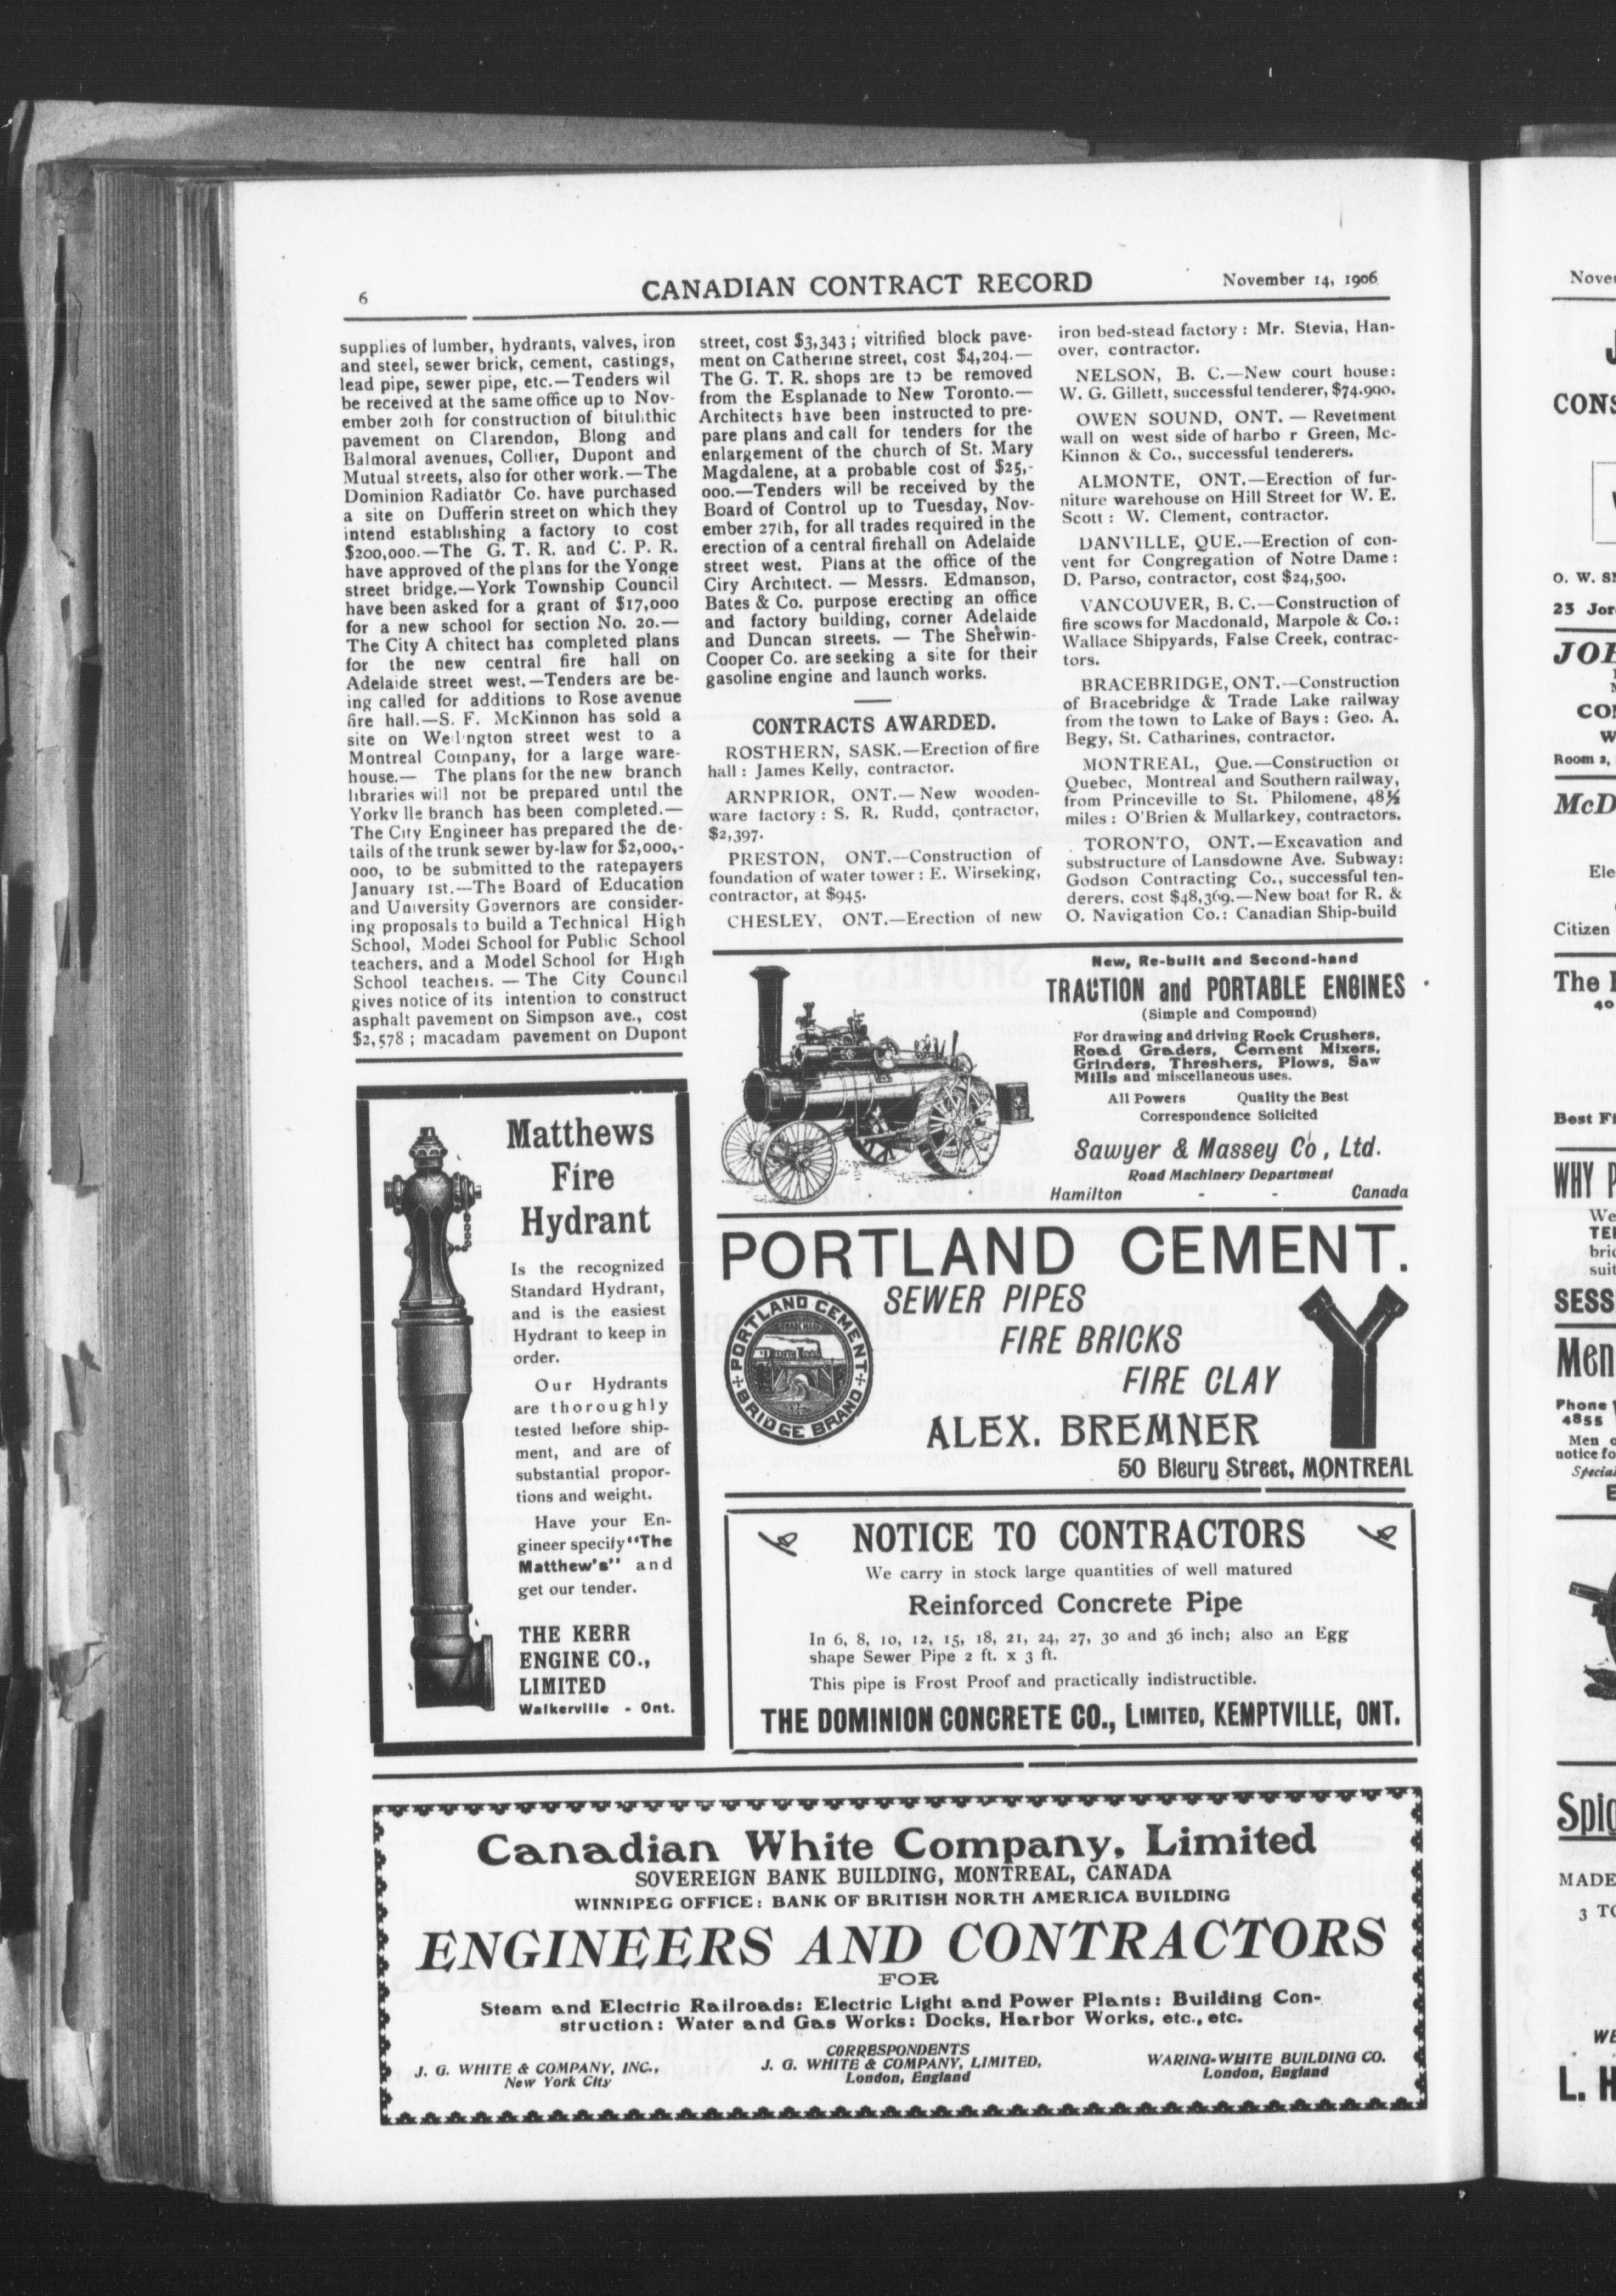 6
CANADIAN CONTRACT RECORD
November 14, 1906
supplies of lumber, hydrants, valves, iron
and steel, sewer brick, cement, castings,
lead pipe, sewer pipe, etc.—Tenders wil
be received at the same office up to Nov-
ember 20th for construction of bitulithic
pavement on Clarendon, Blong and
Balmoral avenues, Collier, Dupont and
Mutual streets, also for other work.—The
Dominion Radiator Co. have purchased
a site on Dufferin street on which they
intend establishing a factory to cost
$200,000.—The G. T. R. and C. P. R.
have approved of the plans for the Yonge
street bridge.—York Township Council
have been asked for a grant of $17,000
for a new school for section No. 20.—
The City A chitect has completed plans
for the new central fire hall on
Adelaide street west.—Tenders are be-
ing called for additions to Rose avenue
fire hall.—S. F. McKinnon has sold a
site on We l ngton street west to a
Montreal Company, for a large ware-
house.— The plans for the new branch
libraries will not be prepared until the
Yorkv lle branch has been completed.—
The City Engineer has prepared the de-
tails of the trunk sewer by-law for $2,000,-
000, to be submitted to the ratepayers
January 1st.—The Board of Education
and University Governors are consider-
ing proposals to build a Technical High
School, Model School for Public School
teachers, and a Model School for High
School teachers. — The City Council
gives notice of its intention to construct
asphalt pavement on Simpson ave., cost
$2,578 ; macadam pavement on Dupont
street, cost $3,343 ; vitrified block pave-
ment on Catherine street, cost $4,204.—
The G. T. R. shops are to be removed
from the Esplanade to New Toronto.—
Architects have been instructed to pre-
pare plans and call for tenders for the
enlargement of the church of St. Mary
Magdalene, at a probable cost of $25,-
000.—Tenders will be received by the
Board of Control up to Tuesday, Nov-
ember 27th, for all trades required in the
erection of a central firehall on Adelaide
street west. Plans at the office of the
Ciry Architect. — Messrs. Edmanson,
Bates & Co. purpose erecting an office
and factory building, corner Adelaide
and Duncan streets. — The Sherwin-
Cooper Co. are seeking a site for their
gasoline engine and launch works.
CONTRACTS AWARDED.
ROSTHERN, SASK.—Erection of fire
hall : James Kelly, contractor.
ARNPRIOR, ONT.—New wooden-
ware factory : S. R. Rudd, contractor,
$2,397.
PRESTON, ONT.—Construction of
foundation of water tower : E. Wirseking,
contractor, at $945.
CHESLEY, ONT.—Erection of new
iron bed-stead factory : Mr. Stevia, Han-
over, contractor.
NELSON, B. C.—New court house:
W. G. Gillett, successful tenderer, $74.900.
OWEN SOUND, ONT. — Revetment
wall on west side of harbo r Green, Mc-
Kinnon & Co., successful tenderers.
ALMONTE, ONT.—Erection of fur-
niture warehouse on Hill Street for W. E.
Scott : W. Clement, contractor.
DANVILLE, QUE.—Erection of con-
vent for Congregation of Notre Dame :
D. Parso, contractor, cost $24,500.
VANCOUVER, B. C.—Construction of
fire scows for Macdonald, Marpole & Co.:
Wallace Shipyards, False Creek, contrac-
tors.
BRACEBRIDGE, ONT.—Construction
of Bracebridge & Trade Lake railway
from the town to Lake of Bays : Geo. A.
Begy, St. Catharines, contractor.
MONTREAL, Que.—Construction of
Quebec, Montreal and Southern railway,
from Princeville to St. Philomene, 48½
miles : O'Brien & Mullarkey, contractors.
TORONTO, ONT.—Excavation and
substructure of Lansdowne Ave. Subway:
Godson Contracting Co., successful ten-
derers, cost $48,369.—New boat for R. &
O. Navigation Co.: Canadian Ship-build
Matthews
Fire
Hydrant
Is the recognized
Standard Hydrant,
and is the easiest
Hydrant to keep in
order.
Our Hydrants
are thoroughly
tested before ship-
ment, and are of
substantial propor-
tions and weight.
Have your En-
gineer specify "The
Matthew's" and
get our tender.
THE KERR
ENGINE CO.,
LIMITED
Walkerville - Ont.
New, Re-built and Second-hand
TRACTION and PORTABLE ENGINES
(Simple and Compound)
For drawing and driving Rock Crushers,
Road Graders, Cement Mixers,
Grinders, Threshers, Plows, Saw
Mills and miscellaneous uses.
All Powers Quality the Best
Correspondence Solicited
Sawyer & Massey Co, Ltd.
Road Machinery Department
Hamilton - - Canada
PORTLAND CEMENT.
SEWER PIPES
FIRE BRICKS
FIRE CLAY
PORTLAND CEMENT
BRIDGE BRAND
ALEX. BREMNER
50 Bleury Street, MONTREAL
NOTICE TO CONTRACTORS
We carry in stock large quantities of well matured
Reinforced Concrete Pipe
In 6, 8, 10, 12, 15, 18, 21, 24, 27, 30 and 36 inch; also an Egg
shape Sewer Pipe 2 ft. x 3 ft.
This pipe is Frost Proof and practically indistructible.
THE DOMINION CONCRETE CO., LIMITED, KEMPTVILLE, ONT.
Canadian White Company, Limited
SOVEREIGN BANK BUILDING, MONTREAL, CANADA
WINNIPEG OFFICE: BANK OF BRITISH NORTH AMERICA BUILDING
ENGINEERS AND CONTRACTORS
FOR
Steam and Electric Railroads: Electric Light and Power Plants: Building Con-
struction: Water and Gas Works: Docks, Harbor Works, etc., etc.
CORRESPONDENTS
J. G. WHITE & COMPANY, INC.,
New York City
J. G. WHITE & COMPANY, LIMITED,
London, England
WARING-WHITE BUILDING CO.
London, England
Nove
J
CONS
O. W. S
23 Jor
JOH
CO
W
Room 2,
McD
Ele
Citizen
The
40
Best F
WHY P
We
TE
bric
suit
SESS
Men
Phone
4855
Men o
notice fo
Special
E
Spig
MADE
3 TO
WE
L. H